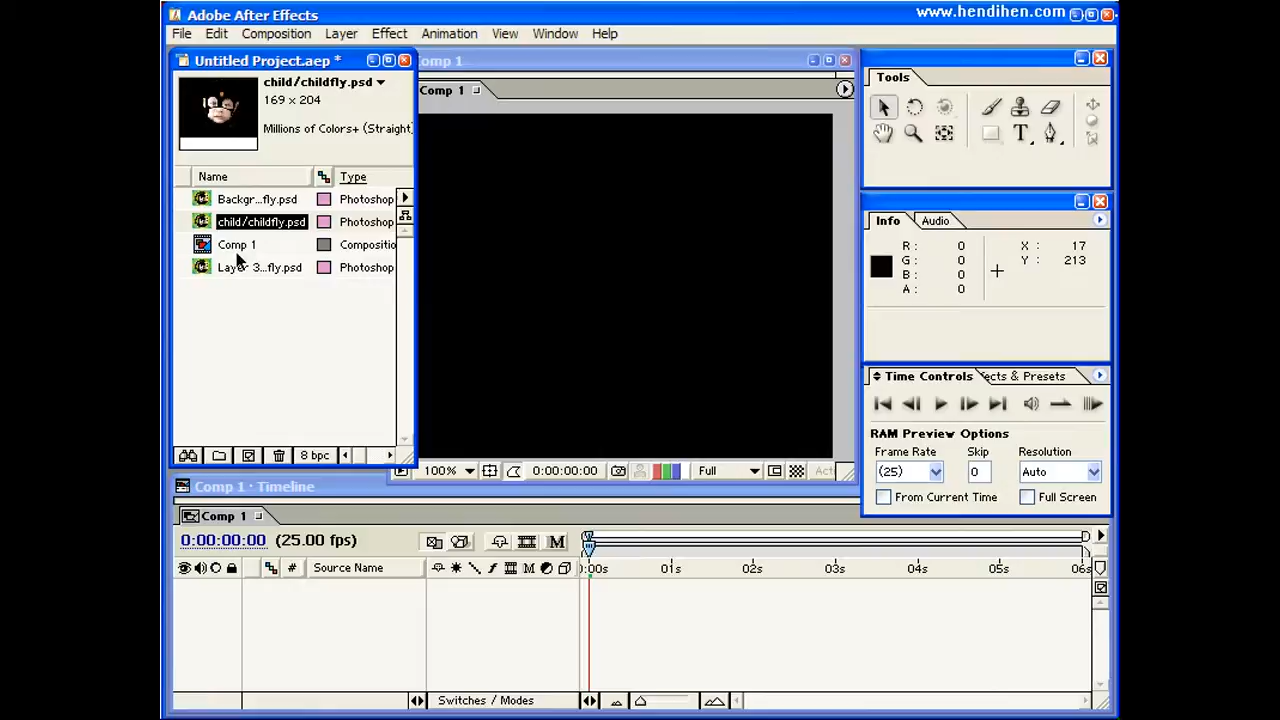 Adobe After Effects
www.hendihen.com
File Edit Composition Layer Effect Animation View Window Help
Untitled Project.aep *
child/childfly.psd
169 x 204
Millions of Colors+ (Straight)
Name Type
Backgr...fly.psd Photoshop
child/childfly.psd Photoshop
Comp 1 Compositio
Layer 3...fly.psd Photoshop
8 bpc
omp 1
Comp 1
100% 0:00:00:00 Full Act
Tools
T
Info Audio
R: 0 X: 17
G: 0 Y: 213
B: 0
A: 0
Time Controls fects & Presets
RAM Preview Options
Frame Rate Skip Resolution
(25) 0 Auto
From Current Time Full Screen
Comp 1 · Timeline
Comp 1
0:00:00:00 (25.00 fps) M
# Source Name M :00s 01s 02s 03s 04s 05s 06s
Switches / Modes